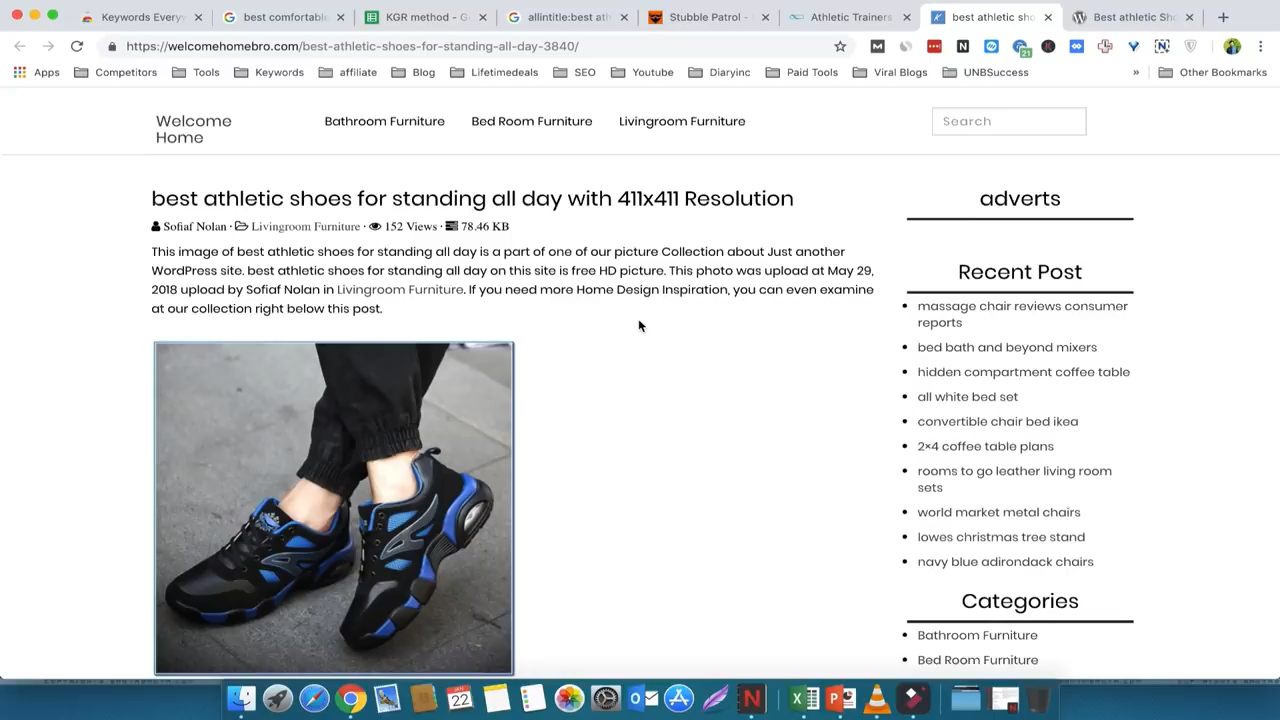 Keywords Everyw
best comfortable
KGR method - G
allintitle:best ath
Stubble Patrol -
Athletic Trainers
best athletic sho
Best athletic Sho
https://welcomehomebro.com/best-athletic-shoes-for-standing-all-day-3840/
21
Apps
Competitors
Tools
Keywords
affiliate
Blog
Lifetimedeals
SEO
Youtube
Diaryinc
Paid Tools
Viral Blogs
UNBSuccess
»
Other Bookmarks
Welcome
Home
Bathroom Furniture
Bed Room Furniture
Livingroom Furniture
Search
best athletic shoes for standing all day with 411x411 Resolution
Sofiaf Nolan · Livingroom Furniture · 152 Views · 78.46 KB
This image of best athletic shoes for standing all day is a part of one of our picture Collection about Just another
WordPress site. best athletic shoes for standing all day on this site is free HD picture. This photo was upload at May 29,
2018 upload by Sofiaf Nolan in Livingroom Furniture. If you need more Home Design Inspiration, you can even examine
at our collection right below this post.
adverts
Recent Post
massage chair reviews consumer
reports
bed bath and beyond mixers
hidden compartment coffee table
all white bed set
convertible chair bed ikea
2×4 coffee table plans
rooms to go leather living room
sets
world market metal chairs
lowes christmas tree stand
navy blue adirondack chairs
Categories
Bathroom Furniture
Bed Room Furniture
JAN
22